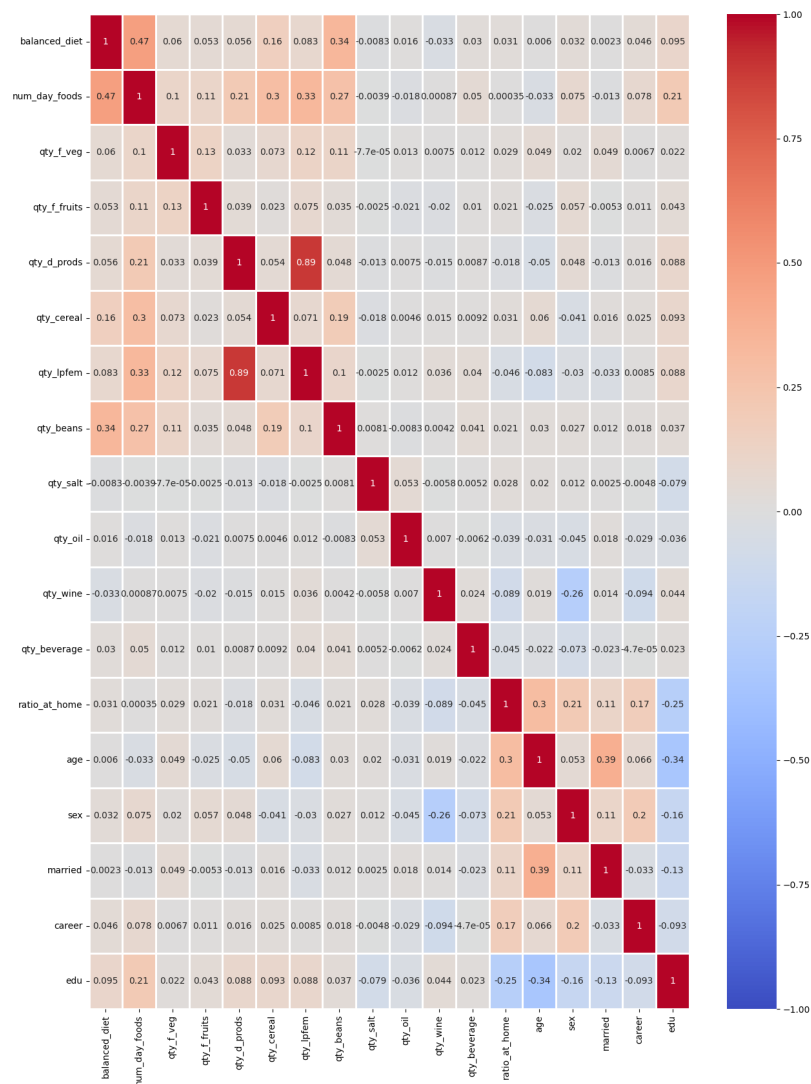 balanced_diet 1 0.47 0.06 0.053 0.056 0.16 0.083 0.34 -0.0083 0.016 -0.033 0.03 0.031 0.006 0.032 0.0023 0.046 0.095
num_day_foods 0.47 1 0.1 0.11 0.21 0.3 0.33 0.27 -0.0039 -0.018 0.00087 0.05 0.00035 -0.033 0.075 -0.013 0.078 0.21
qty_f_veg 0.06 0.1 1 0.13 0.033 0.073 0.12 0.11 -7.7e-05 0.013 0.0075 0.012 0.029 0.049 0.02 0.049 0.0067 0.022
qty_f_fruits 0.053 0.11 0.13 1 0.039 0.023 0.075 0.035 -0.0025 -0.021 -0.02 0.01 0.021 -0.025 0.057 -0.0053 0.011 0.043
qty_d_prods 0.056 0.21 0.033 0.039 1 0.054 0.89 0.048 -0.013 0.0075 -0.015 0.0087 -0.018 -0.05 0.048 -0.013 0.016 0.088
qty_cereal 0.16 0.3 0.073 0.023 0.054 1 0.071 0.19 -0.018 0.0046 0.015 0.0092 0.031 0.06 -0.041 0.016 0.025 0.093
qty_lpfem 0.083 0.33 0.12 0.075 0.89 0.071 1 0.1 -0.0025 0.012 0.036 0.04 -0.046 -0.083 -0.03 -0.033 0.0085 0.088
qty_beans 0.34 0.27 0.11 0.035 0.048 0.19 0.1 1 0.0081 -0.0083 0.0042 0.041 0.021 0.03 0.027 0.012 0.018 0.037
qty_salt -0.0083 -0.0039 -7.7e-05 -0.0025 -0.013 -0.018 -0.0025 0.0081 1 0.053 -0.0058 0.0052 0.028 0.02 0.012 0.0025 -0.0048 -0.079
qty_oil 0.016 -0.018 0.013 -0.021 0.0075 0.0046 0.012 -0.0083 0.053 1 0.007 -0.0062 -0.039 -0.031 -0.045 0.018 -0.029 -0.036
qty_wine -0.033 0.00087 0.0075 -0.02 -0.015 0.015 0.036 0.0042 -0.0058 0.007 1 0.024 -0.089 0.019 -0.26 0.014 -0.094 0.044
qty_beverage 0.03 0.05 0.012 0.01 0.0087 0.0092 0.04 0.041 0.0052 -0.0062 0.024 1 -0.045 -0.022 -0.073 -0.023 -4.7e-05 0.023
ratio_at_home 0.031 0.00035 0.029 0.021 -0.018 0.031 -0.046 0.021 0.028 -0.039 -0.089 -0.045 1 0.3 0.21 0.11 0.17 -0.25
age 0.006 -0.033 0.049 -0.025 -0.05 0.06 -0.083 0.03 0.02 -0.031 0.019 -0.022 0.3 1 0.053 0.39 0.066 -0.34
sex 0.032 0.075 0.02 0.057 0.048 -0.041 -0.03 0.027 0.012 -0.045 -0.26 -0.073 0.21 0.053 1 0.11 0.2 -0.16
married 0.0023 -0.013 0.049 -0.0053 -0.013 0.016 -0.033 0.012 0.0025 0.018 0.014 -0.023 0.11 0.39 0.11 1 -0.033 -0.13
career 0.046 0.078 0.0067 0.011 0.016 0.025 0.0085 0.018 -0.0048 -0.029 -0.094 -4.7e-05 0.17 0.066 0.2 -0.033 1 -0.093
edu 0.095 0.21 0.022 0.043 0.088 0.093 0.088 0.037 -0.079 -0.036 0.044 0.023 -0.25 -0.34 -0.16 -0.13 -0.093 1
balanced_diet
num_day_foods
qty_f_veg
qty_f_fruits
qty_d_prods
qty_cereal
qty_lpfem
qty_beans
qty_salt
qty_oil
qty_wine
qty_beverage
ratio_at_home
age
sex
married
career
edu
1.00
0.75
0.50
0.25
0.00
−0.25
−0.50
−0.75
−1.00